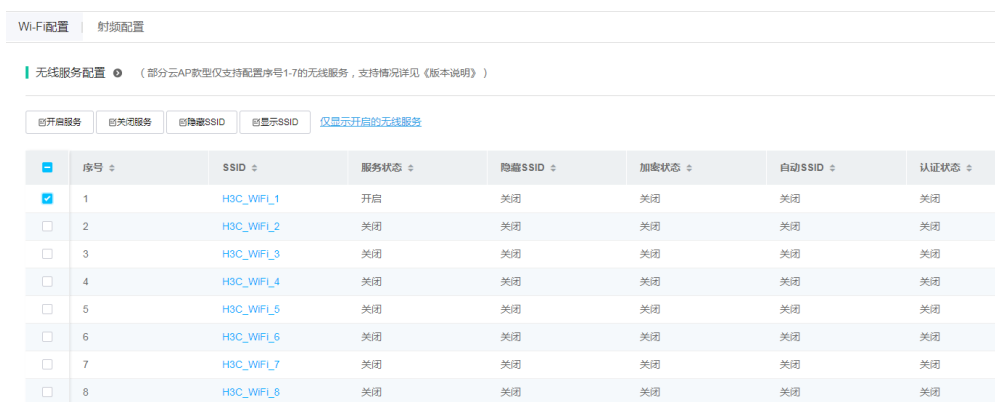 Wi-Fi配置 射频配置
无线服务配置 （部分云AP款型仅支持配置序号1-7的无线服务，支持情况详见《版本说明》）
开启服务 关闭服务 隐藏SSID 显示SSID 仅显示开启的无线服务
序号 SSID 服务状态 隐藏SSID 加密状态 自动SSID 认证状态
1 H3C_WiFi_1 开启 关闭 关闭 关闭 关闭
2 H3C_WiFi_2 关闭 关闭 关闭 关闭 关闭
3 H3C_WiFi_3 关闭 关闭 关闭 关闭 关闭
4 H3C_WiFi_4 关闭 关闭 关闭 关闭 关闭
5 H3C_WiFi_5 关闭 关闭 关闭 关闭 关闭
6 H3C_WiFi_6 关闭 关闭 关闭 关闭 关闭
7 H3C_WiFi_7 关闭 关闭 关闭 关闭 关闭
8 H3C_WiFi_8 关闭 关闭 关闭 关闭 关闭